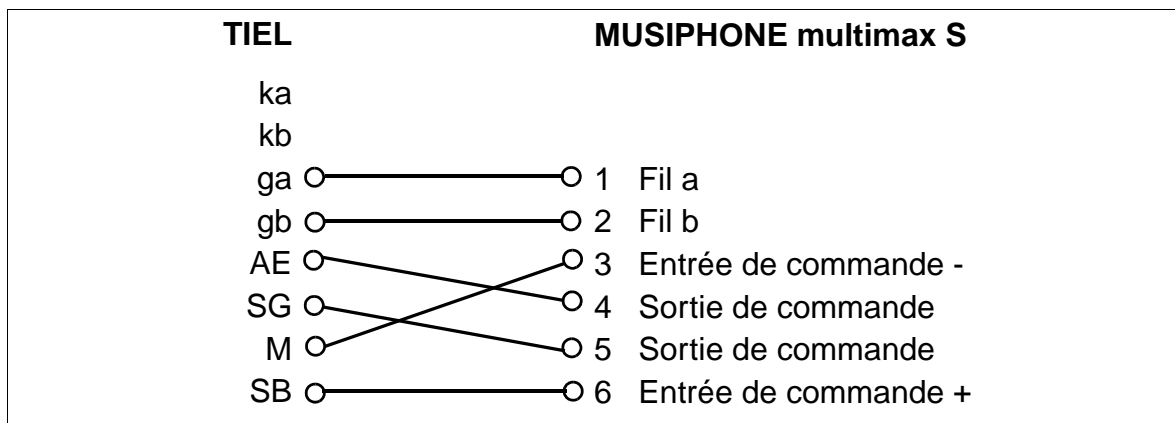 TIEL MUSIPHONE multimax S
ka
kb
ga 1 Fil a
gb 2 Fil b
AE 3 Entrée de commande -
SG 4 Sortie de commande
M 5 Sortie de commande
SB 6 Entrée de commande +